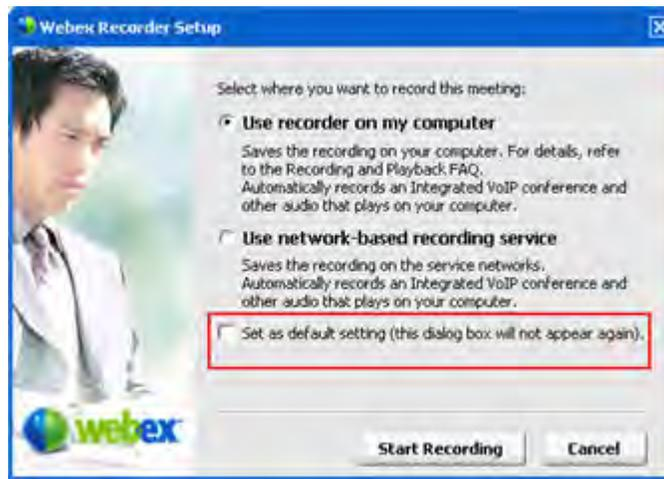 Webex Recorder Setup
Select where you want to record this meeting:
Use recorder on my computer
Saves the recording on your computer. For details, refer
to the Recording and Playback FAQ.
Automatically records an Integrated VoIP conference and
other audio that plays on your computer.
Use network-based recording service
Saves the recording on the service networks.
Automatically records an Integrated VoIP conference and
other audio that plays on your computer.
Set as default setting (this dialog box will not appear again).
webex
Start Recording
Cancel